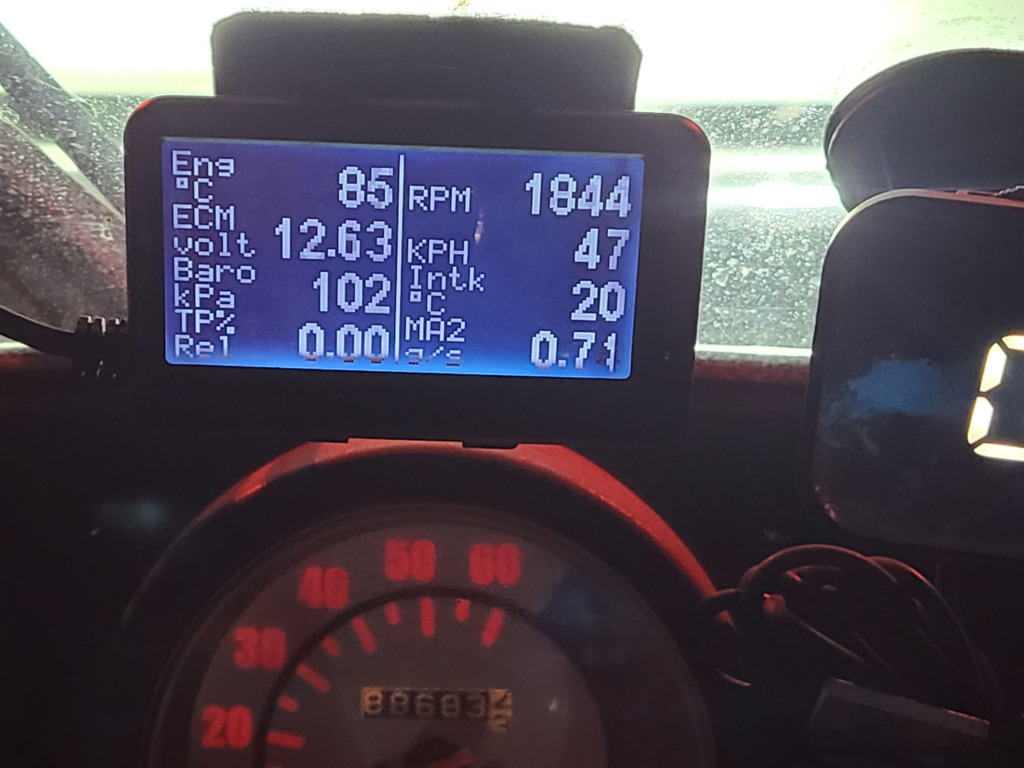 Eng °C 85
ECM volt 12.63
Baro kPa 102
TP% Rel 0.00
RPM 1844
KPH 47
Intk °C 20
MA2 g/s 0.71
50 60
40
30
20